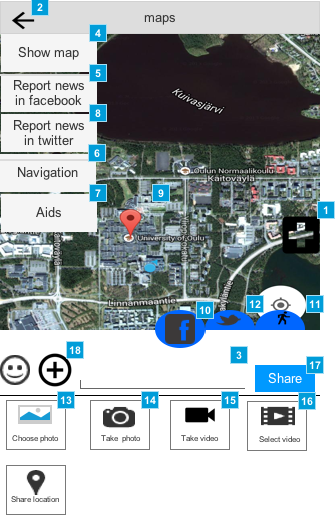 2
maps
4
Show map
5
Report news
in facebook
8
Report news
in twitter
6
Navigation
7
Aids
Kuivasjärvi
Oulun Normaalikoulu
Kaitoväylä
9
University of Oulu
1
Linnanmaantie
10
12
11
18
3
17
Share
13
14
15
16
Choose photo
Take photo
Take video
Select video
Share location